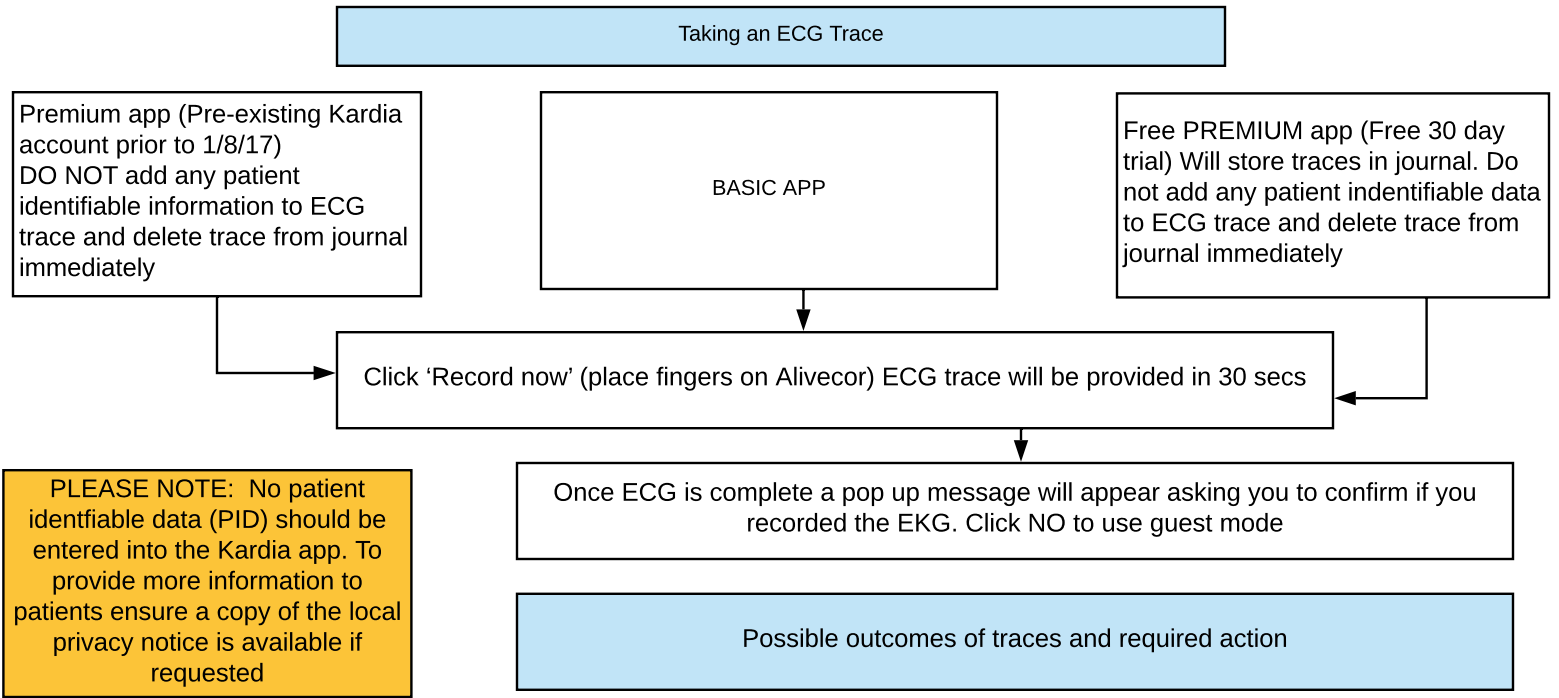 Taking an ECG Trace
Premium app (Pre-existing Kardia
account prior to 1/8/17)
DO NOT add any patient
identifiable information to ECG
trace and delete trace from journal
immediately
BASIC APP
Free PREMIUM app (Free 30 day
trial) Will store traces in journal. Do
not add any patient indentifiable data
to ECG trace and delete trace from
journal immediately
Click ‘Record now’ (place fingers on Alivecor) ECG trace will be provided in 30 secs
Once ECG is complete a pop up message will appear asking you to confirm if you
recorded the EKG. Click NO to use guest mode
PLEASE NOTE:  No patient
identfiable data (PID) should be
entered into the Kardia app. To
provide more information to
patients ensure a copy of the local
privacy notice is available if
requested
Possible outcomes of traces and required action